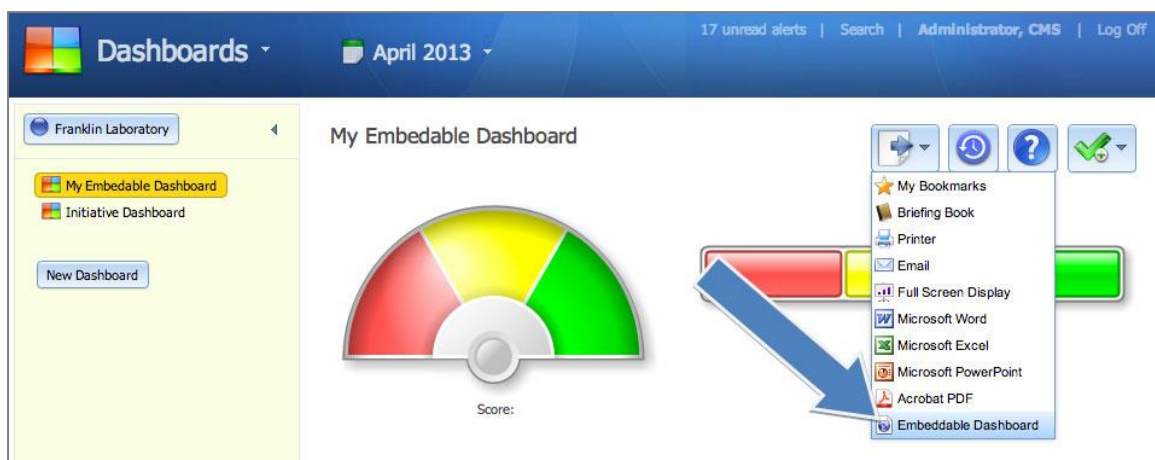 Dashboards
April 2013
17 unread alerts | Search | Administrator, CMS | Log Off
Franklin Laboratory
My Embedable Dashboard
Initiative Dashboard
New Dashboard
My Embedable Dashboard
Score:
My Bookmarks
Briefing Book
Printer
Email
Full Screen Display
Microsoft Word
Microsoft Excel
Microsoft PowerPoint
Acrobat PDF
Embeddable Dashboard